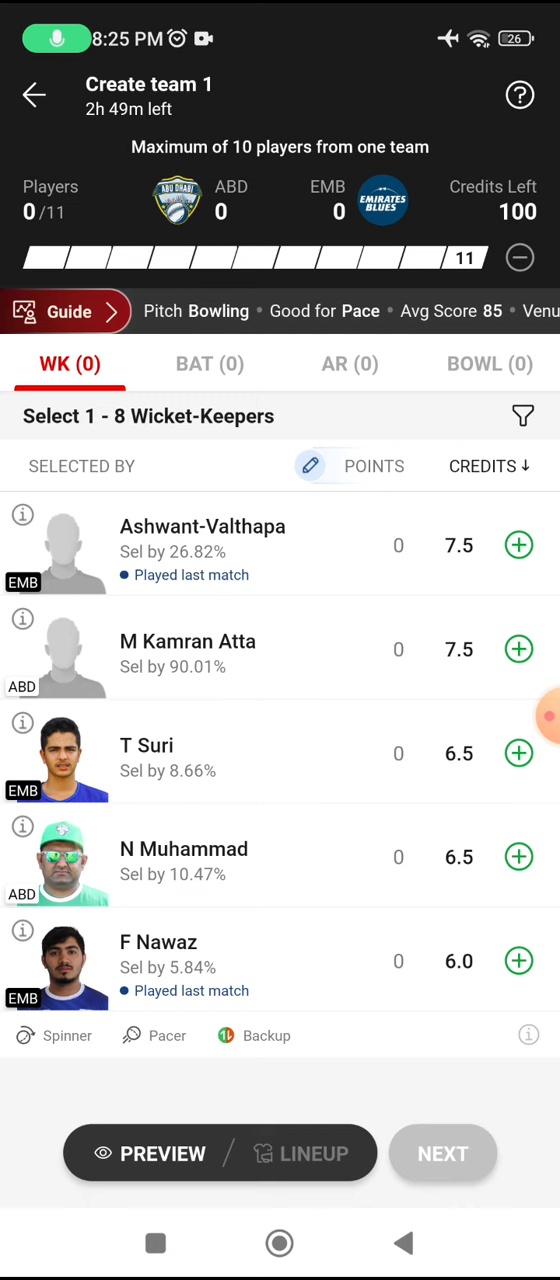 8:25 PM
26
Create team 1
2h 49m left
Maximum of 10 players from one team
Players
0/11
ABU DHABI
ABD
0
EMB
0
EMIRATES
BLUES
Credits Left
100
11
Guide
Pitch Bowling • Good for Pace • Avg Score 85 • Venu
WK (0)
BAT (0)
AR (0)
BOWL (0)
Select 1 - 8 Wicket-Keepers
SELECTED BY
POINTS
CREDITS ↓
Ashwant-Valthapa
Sel by 26.82%
Played last match
EMB
0
7.5
M Kamran Atta
Sel by 90.01%
ABD
0
7.5
T Suri
Sel by 8.66%
EMB
0
6.5
N Muhammad
Sel by 10.47%
ABD
0
6.5
F Nawaz
Sel by 5.84%
Played last match
EMB
0
6.0
Spinner
Pacer
Backup
PREVIEW / LINEUP
NEXT